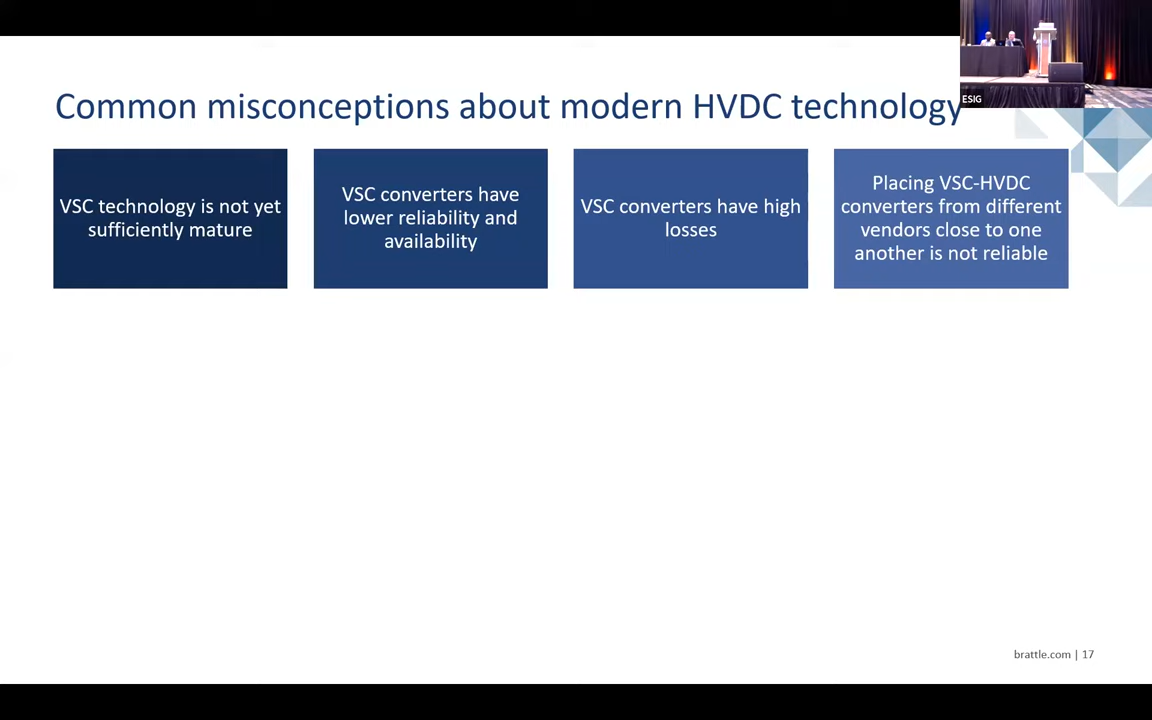 Common misconceptions about modern HVDC technology
ESIG
VSC technology is not yet
sufficiently mature
VSC converters have
lower reliability and
availability
VSC converters have high
losses
Placing VSC-HVDC
converters from different
vendors close to one
another is not reliable
brattle.com | 17